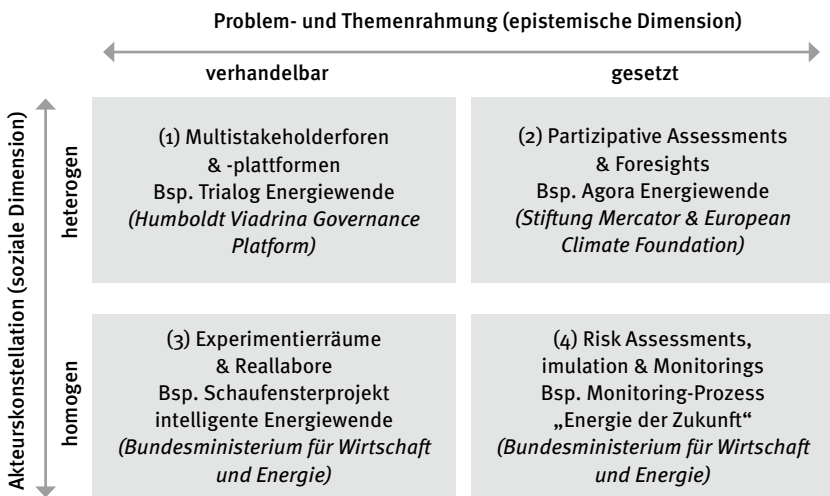 Problem- und Themenrahmung (epistemische Dimension)
verhandelbar
gesetzt
Akteurskonstellation (soziale Dimension)
heterogen
(1) Multistakeholderforen
& -plattformen
Bsp. Trialog Energiewende
(Humboldt Viadrina Governance
Platform)
(2) Partizipative Assessments
& Foresights
Bsp. Agora Energiewende
(Stiftung Mercator & European
Climate Foundation)
homogen
(3) Experimentierräume
& Reallabore
Bsp. Schaufensterprojekt
intelligente Energiewende
(Bundesministerium für Wirtschaft
und Energie)
(4) Risk Assessments,
imulation & Monitorings
Bsp. Monitoring-Prozess
„Energie der Zukunft“
(Bundesministerium für Wirtschaft
und Energie)